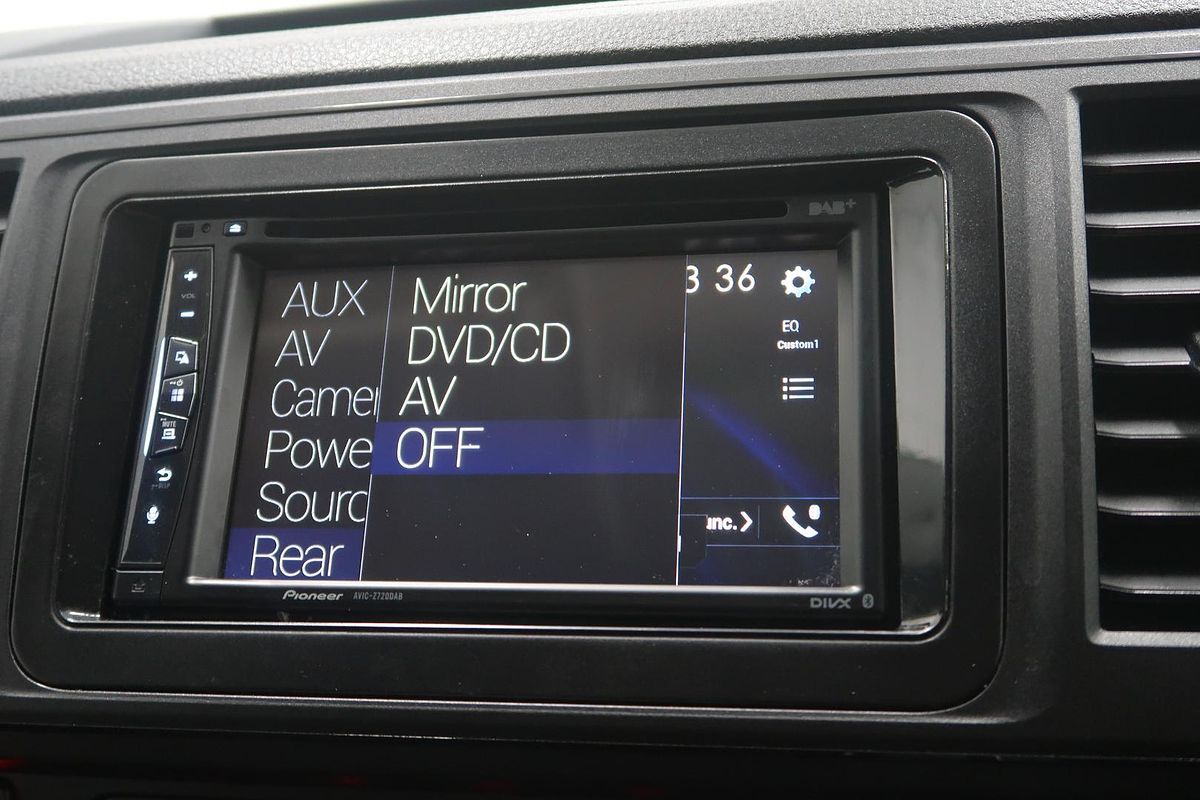 DAB+
VOL
MUTE
DISP
AUX
AV
Camer
Powe
Sourc
Rear
Mirror
DVD/CD
AV
OFF
3 36
EQ
Custom1
unc.
Pioneer AVIC-Z720DAB
DIVX